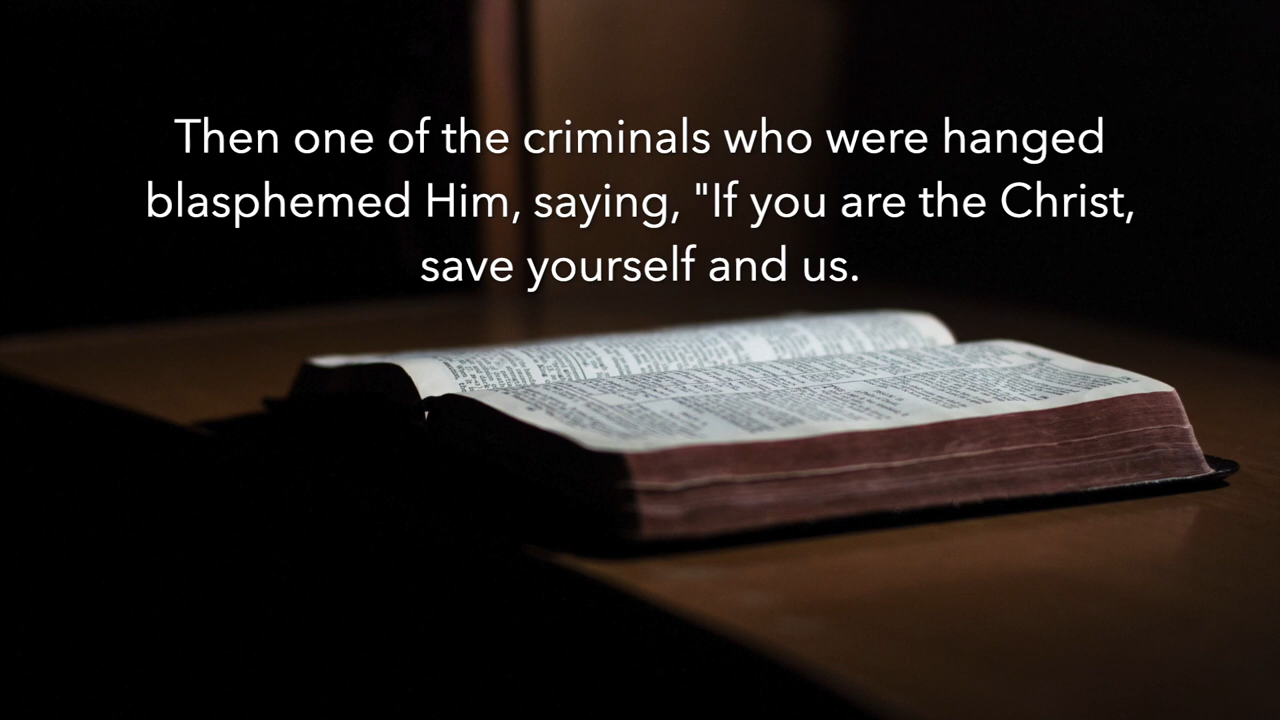 Then one of the criminals who were hanged
blasphemed Him, saying, "If you are the Christ,
save yourself and us.